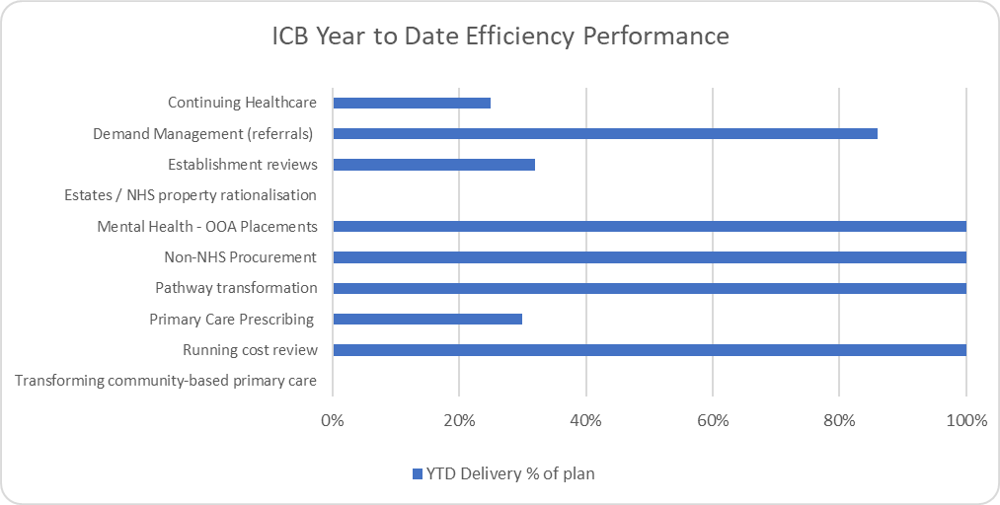 ICB Year to Date Efficiency Performance
Continuing Healthcare
Demand Management (referrals)
Establishment reviews
Estates / NHS property rationalisation
Mental Health - OOA Placements
Non-NHS Procurement
Pathway transformation
Primary Care Prescribing
Running cost review
Transforming community-based primary care
0% 20% 40% 60% 80% 100%
YTD Delivery % of plan